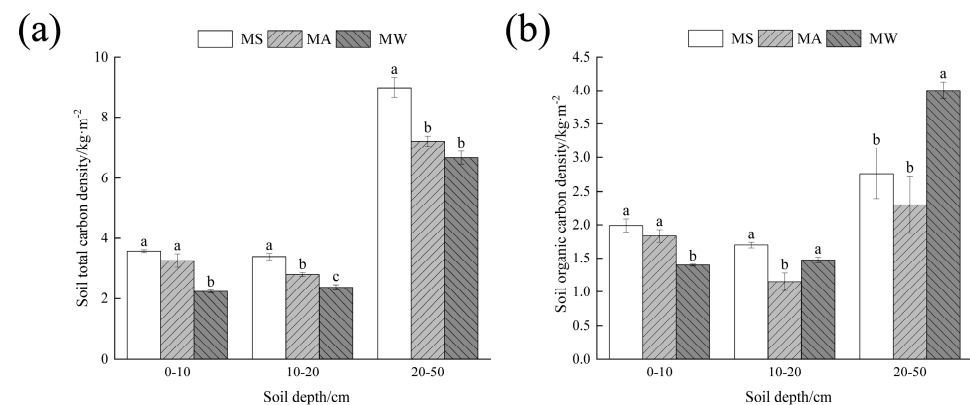 (a)
MS MA MW
Soil total carbon density/kg·m-2
10
8
6
4
2
0
a a b
a b c
a b b
0-10 10-20 20-50
Soil depth/cm
(b)
MS MA MW
Soil organic carbon density/kg·m-2
4.5
4.0
3.5
3.0
2.5
2.0
1.5
1.0
0.5
0.0
a a b
a b a
b b a
0-10 10-20 20-50
Soil depth/cm